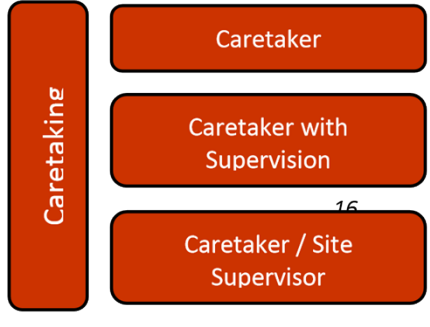 Caretaking
Caretaker
Caretaker with
Supervision
16
Caretaker / Site
Supervisor